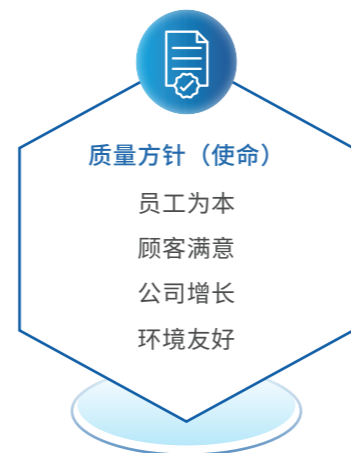 质量方针（使命）
员工为本
顾客满意
公司增长
环境友好